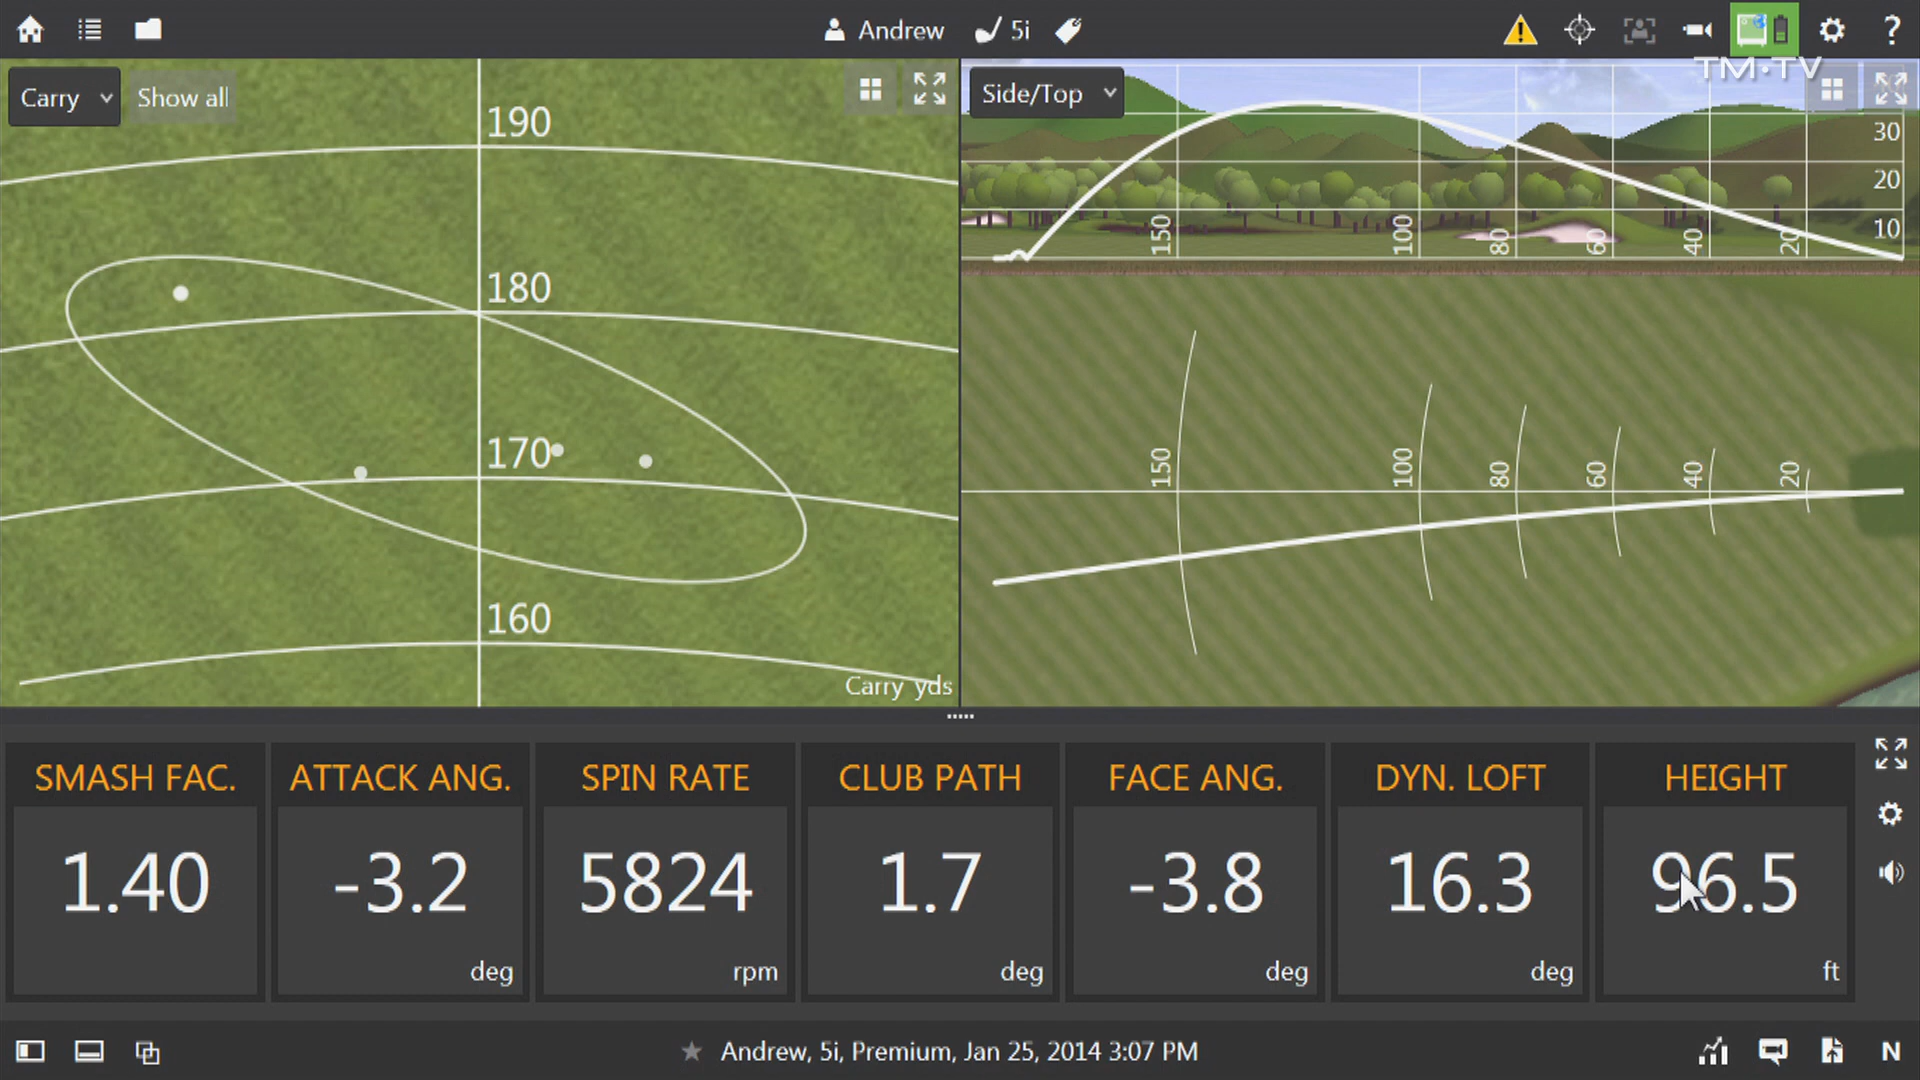 Andrew
5i
?
TM·TV
Carry
Show all
190
180
170
160
Carry yds
Side/Top
30
20
10
150
100
80
60
40
20
150
100
80
60
40
20
SMASH FAC.
1.40
ATTACK ANG.
-3.2
deg
SPIN RATE
5824
rpm
CLUB PATH
1.7
deg
FACE ANG.
-3.8
deg
DYN. LOFT
16.3
deg
HEIGHT
96.5
ft
Andrew, 5i, Premium, Jan 25, 2014 3:07 PM
N